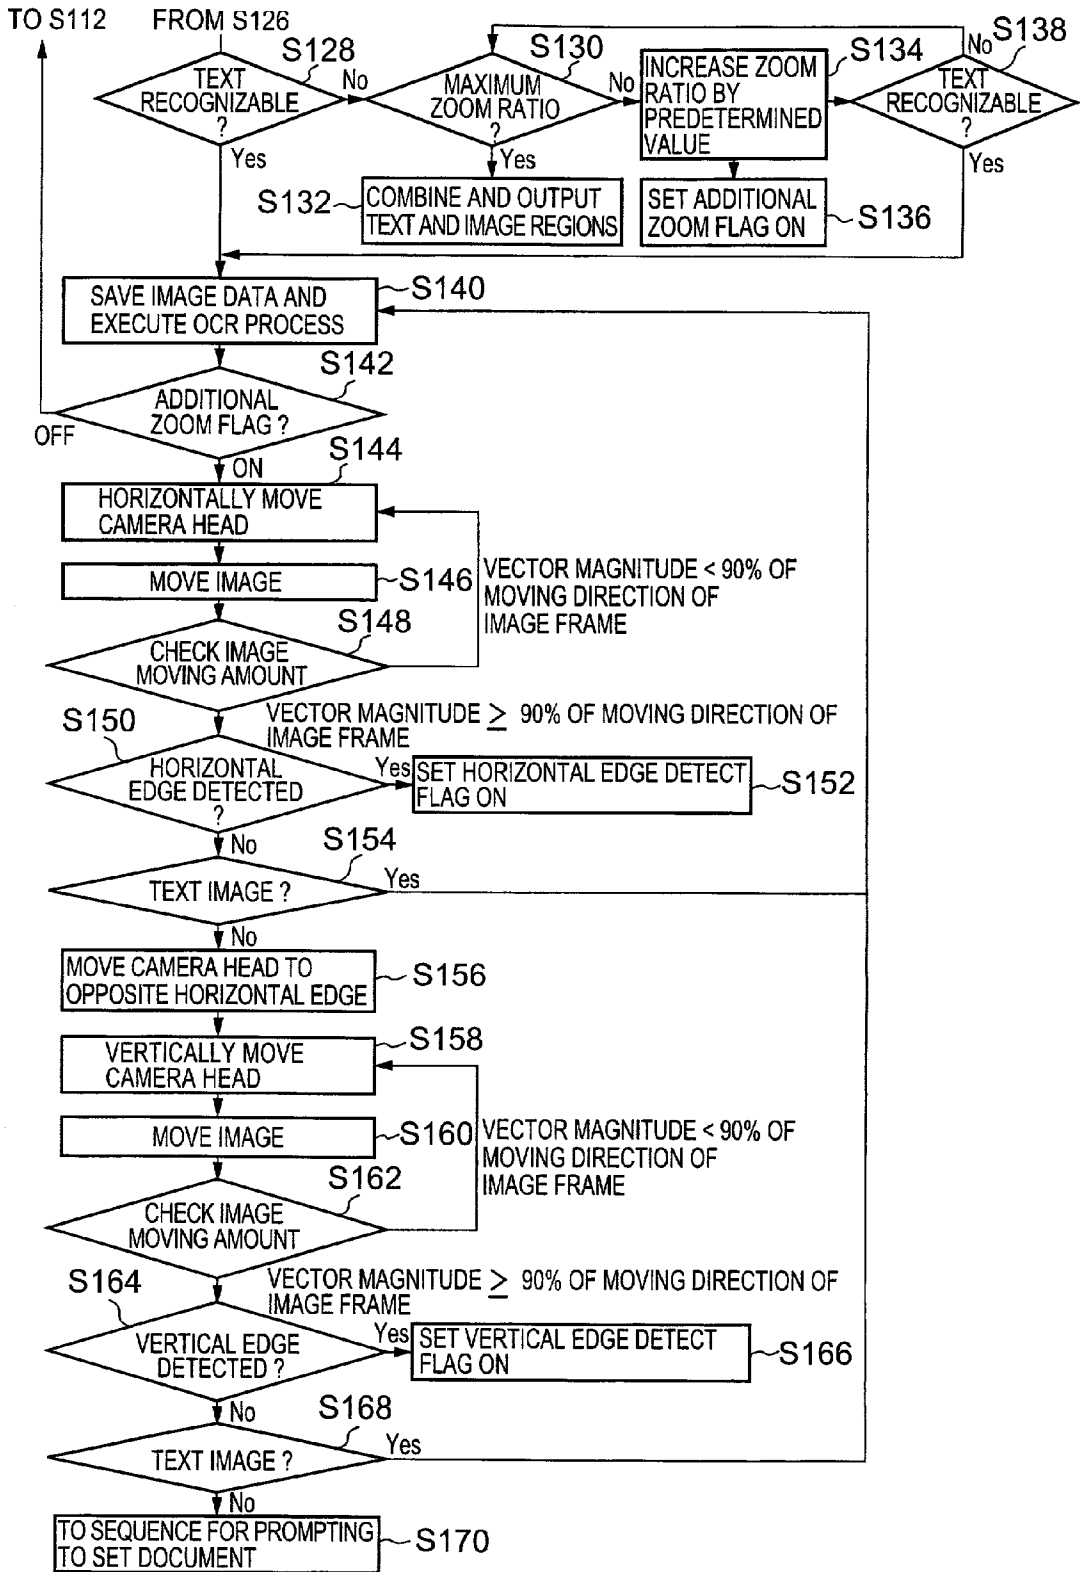 TO S112
FROM S126
S128
TEXT
RECOGNIZABLE
?
No
Yes
S130
MAXIMUM
ZOOM RATIO
?
No
Yes
S132
COMBINE AND OUTPUT
TEXT AND IMAGE REGIONS
S134
INCREASE ZOOM
RATIO BY
PREDETERMINED
VALUE
SET ADDITIONAL
ZOOM FLAG ON
S136
No
S138
TEXT
RECOGNIZABLE
?
Yes
SAVE IMAGE DATA AND
EXECUTE OCR PROCESS
S140
S142
ADDITIONAL
ZOOM FLAG ?
OFF
ON
S144
HORIZONTALLY MOVE
CAMERA HEAD
MOVE IMAGE
S146
VECTOR MAGNITUDE < 90% OF
MOVING DIRECTION OF
IMAGE FRAME
S148
CHECK IMAGE
MOVING AMOUNT
VECTOR MAGNITUDE ≥ 90% OF MOVING DIRECTION OF
IMAGE FRAME
S150
HORIZONTAL
EDGE DETECTED
?
Yes
SET HORIZONTAL EDGE DETECT
FLAG ON
S152
No
S154
TEXT IMAGE ?
Yes
No
MOVE CAMERA HEAD TO
OPPOSITE HORIZONTAL EDGE
S156
S158
VERTICALLY MOVE
CAMERA HEAD
MOVE IMAGE
S160
VECTOR MAGNITUDE < 90% OF
MOVING DIRECTION OF
IMAGE FRAME
S162
CHECK IMAGE
MOVING AMOUNT
VECTOR MAGNITUDE ≥ 90% OF MOVING DIRECTION OF
IMAGE FRAME
S164
VERTICAL EDGE
DETECTED ?
Yes
SET VERTICAL EDGE DETECT
FLAG ON
S166
No
S168
TEXT IMAGE ?
Yes
No
TO SEQUENCE FOR PROMPTING
TO SET DOCUMENT
S170